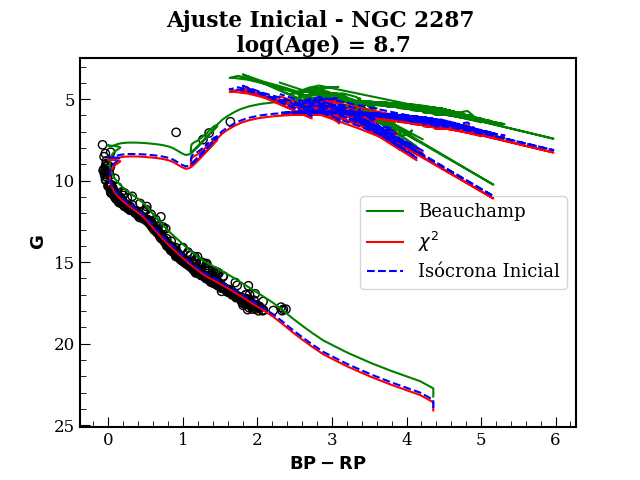 Ajuste Inicial - NGC 2287
log(Age) = 8.7
5
10
15
20
25
G
Beauchamp
χ²
Isócrona Inicial
0 1 2 3 4 5 6
BP − RP